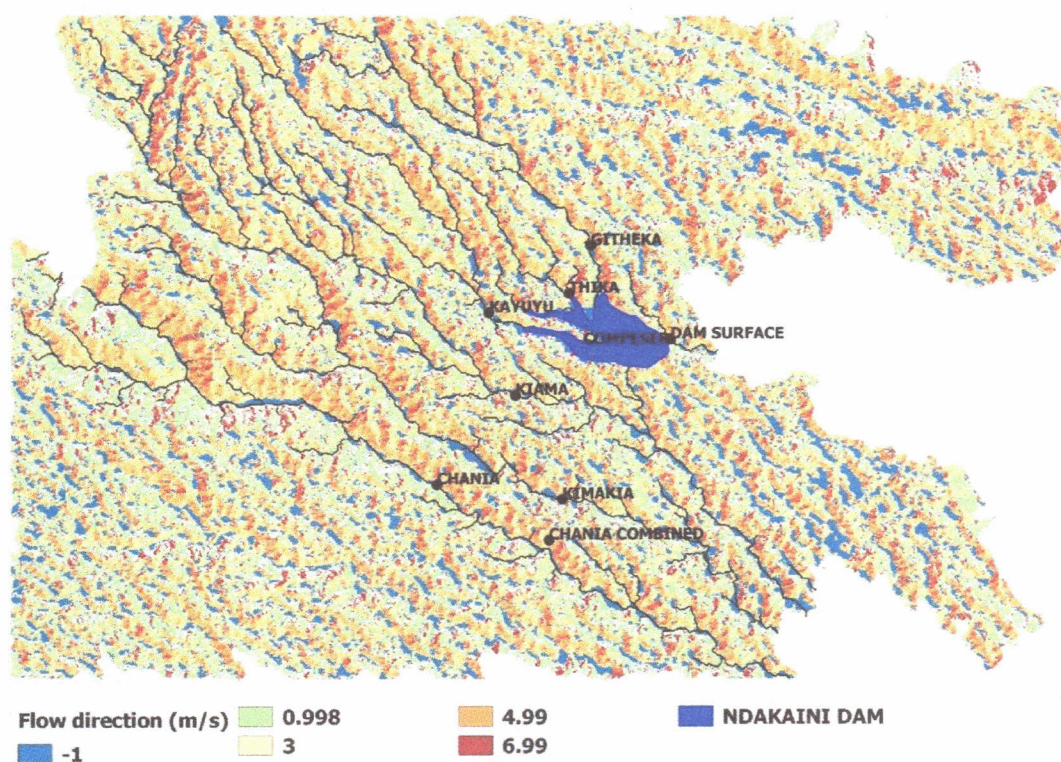 GITHEKA
THIKA
KAYUYU
DAM SURFACE
KIAMA
CHANIA
KIMAKIA
CHANIA COMBINED
Flow direction (m/s)
-1
0.998
3
4.99
6.99
NDAKAINI DAM